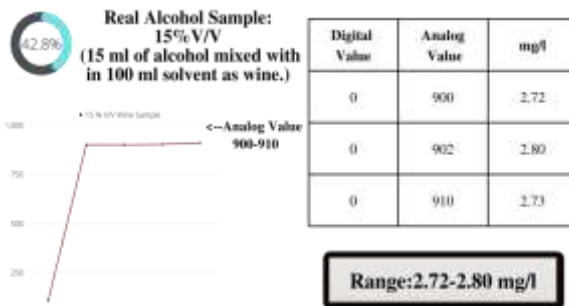 42.8%
Real Alcohol Sample:
15%V/V
(15 ml of alcohol mixed with
in 100 ml solvent as wine.)
15 % V/V Wine Sample
<--Analog Value
900-910
1,000
750
500
250
Digital Value Analog Value mg/l
0 900 2.72
0 902 2.80
0 910 2.73
Range:2.72-2.80 mg/l